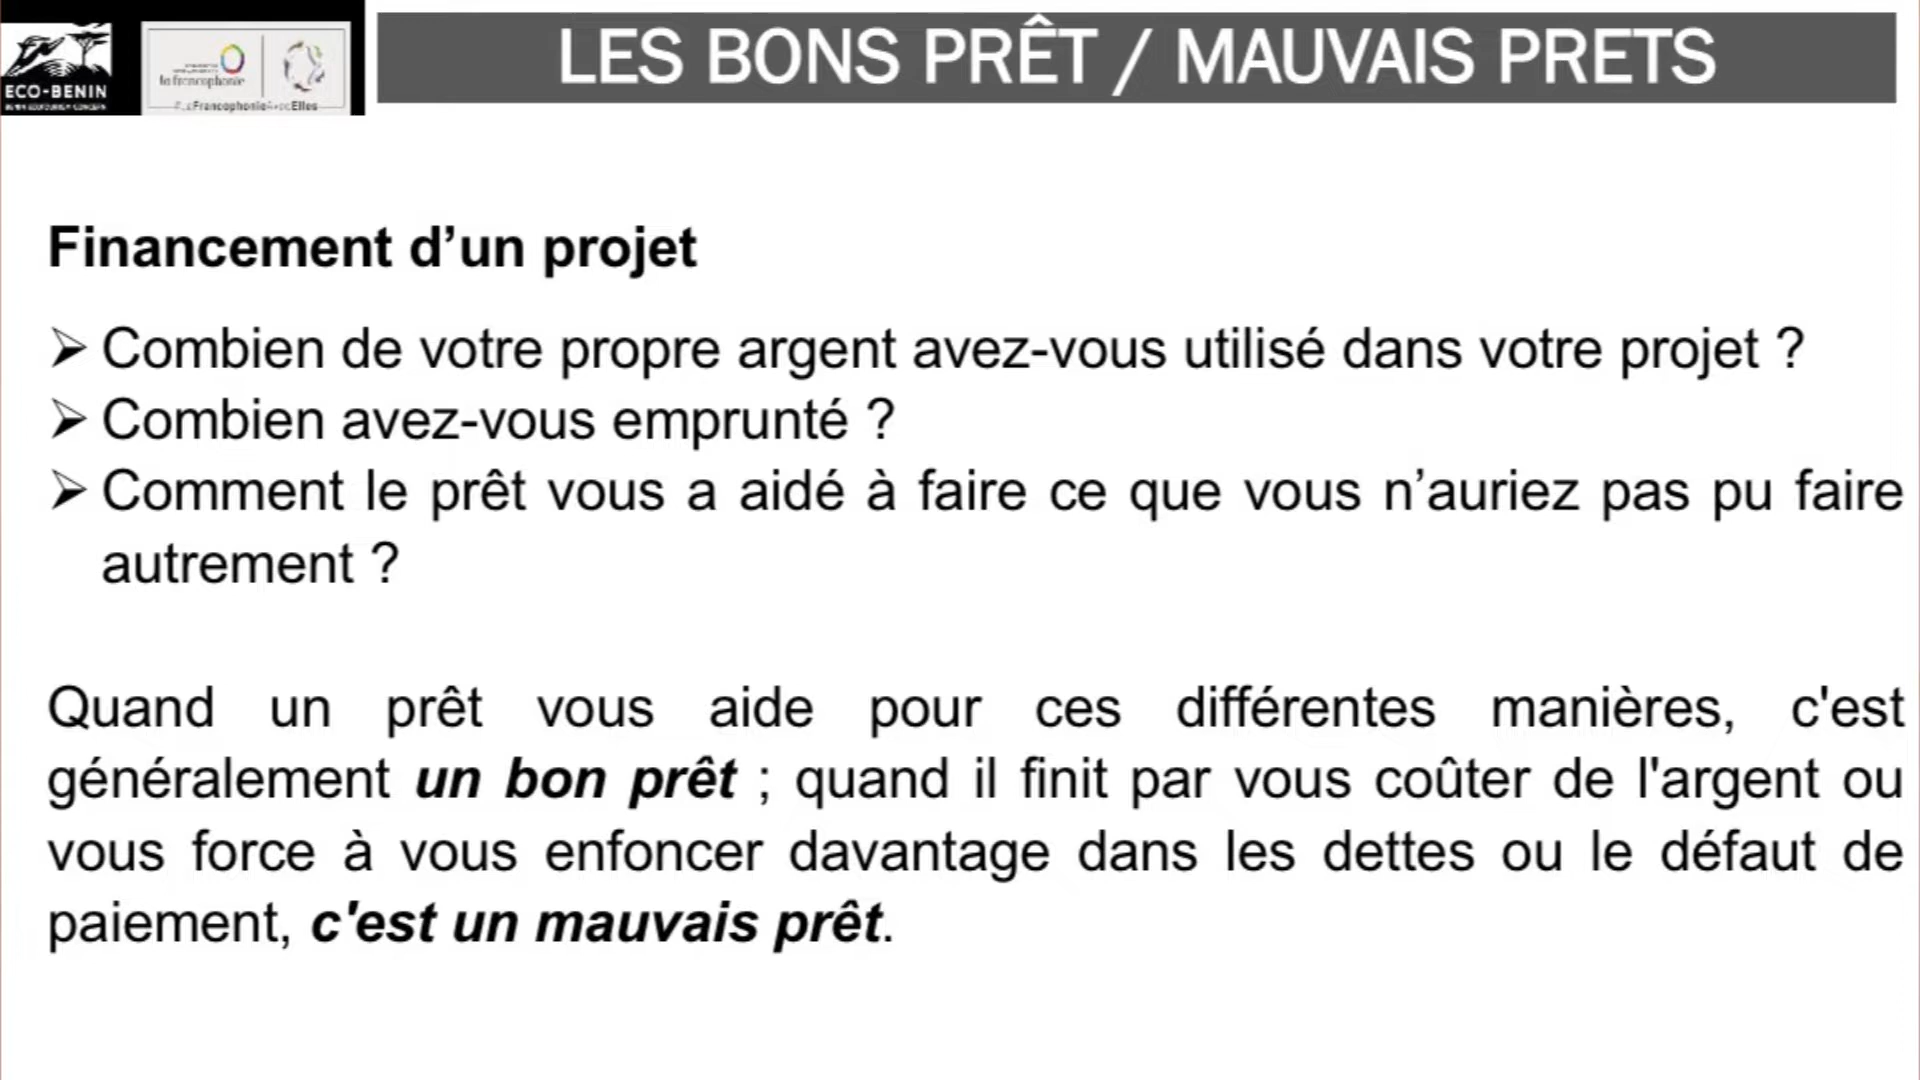 LES BONS PRÊT / MAUVAIS PRETS
ECO-BENIN
la francophonie
Financement d’un projet
➢ Combien de votre propre argent avez-vous utilisé dans votre projet ?
➢ Combien avez-vous emprunté ?
➢ Comment le prêt vous a aidé à faire ce que vous n’auriez pas pu faire
autrement ?
Quand un prêt vous aide pour ces différentes manières, c'est
généralement un bon prêt ; quand il finit par vous coûter de l'argent ou
vous force à vous enfoncer davantage dans les dettes ou le défaut de
paiement, c'est un mauvais prêt.